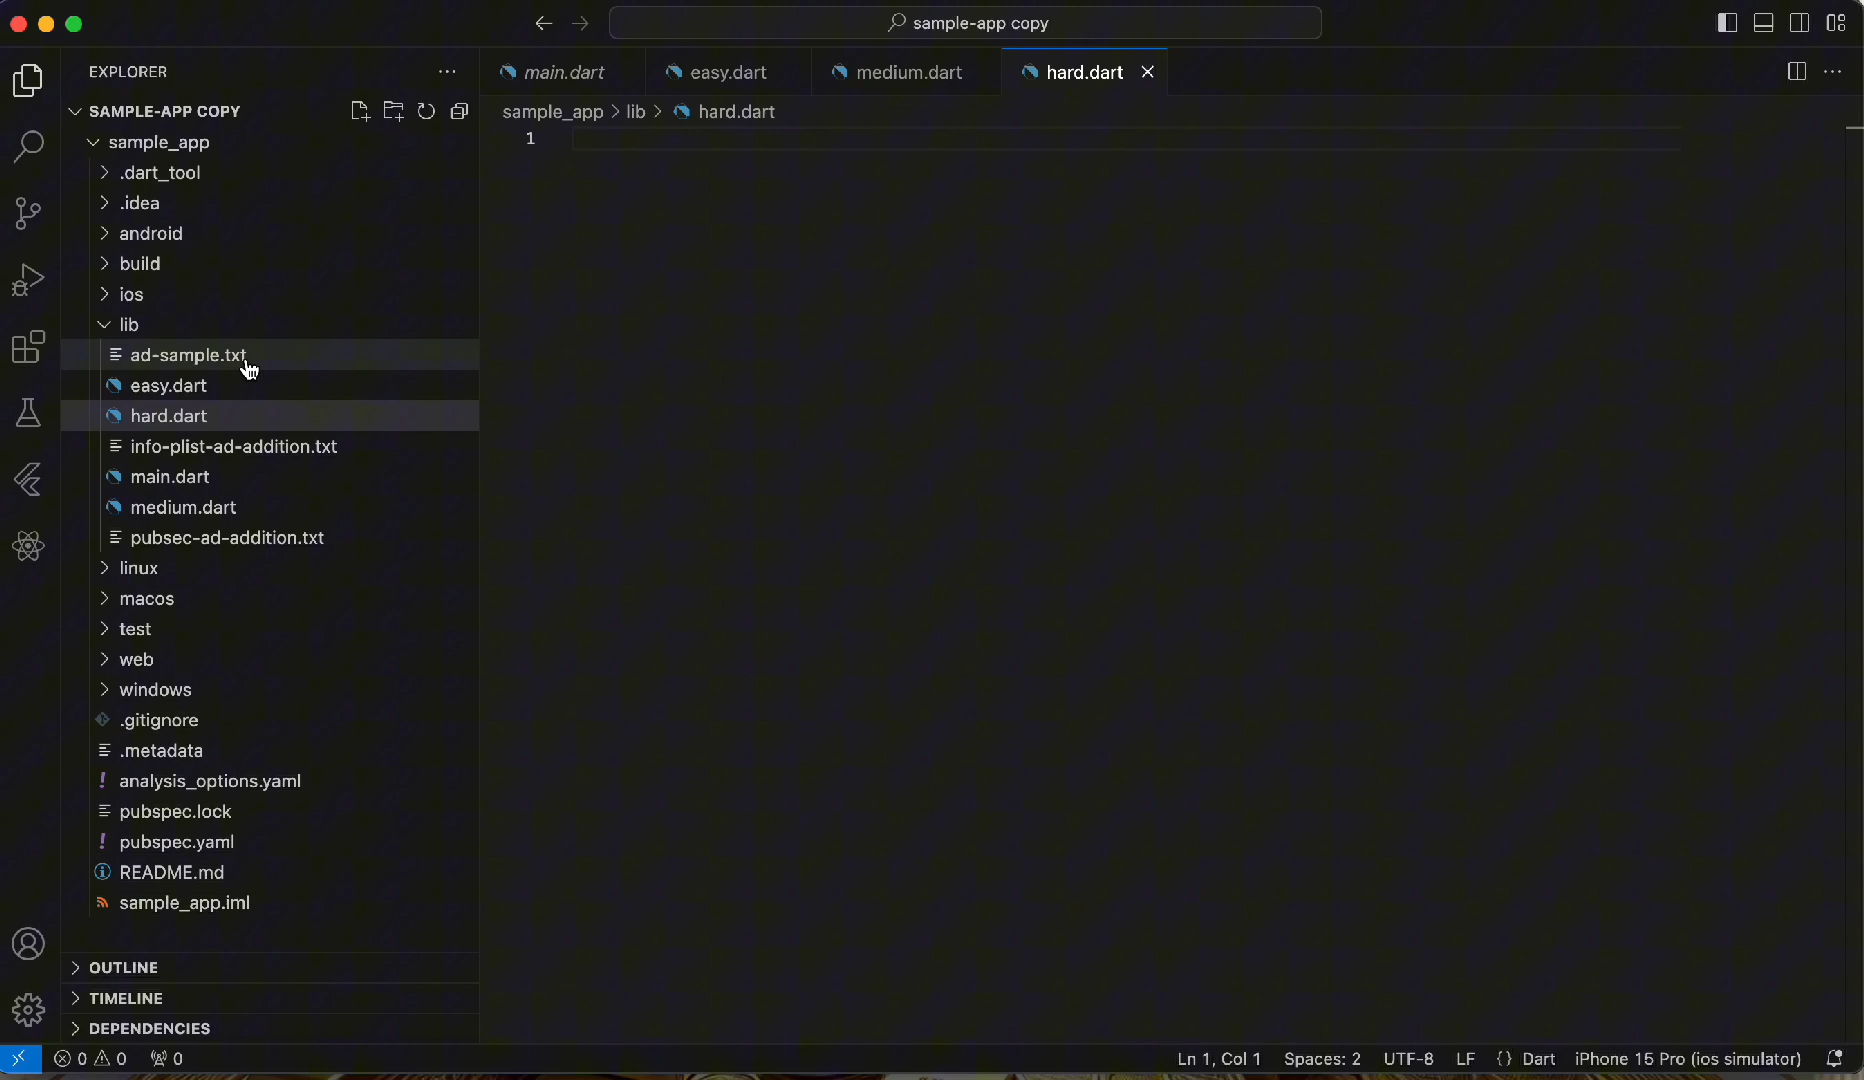 sample-app copy
EXPLORER
SAMPLE-APP COPY
sample_app
.dart_tool
.idea
android
build
ios
lib
ad-sample.txt
easy.dart
hard.dart
info-plist-ad-addition.txt
main.dart
medium.dart
pubsec-ad-addition.txt
linux
macos
test
web
windows
.gitignore
.metadata
analysis_options.yaml
pubspec.lock
pubspec.yaml
README.md
sample_app.iml
OUTLINE
TIMELINE
DEPENDENCIES
main.dart easy.dart medium.dart hard.dart
sample_app > lib > hard.dart
1
0 0 0 Ln 1, Col 1 Spaces: 2 UTF-8 LF {} Dart iPhone 15 Pro (ios simulator)